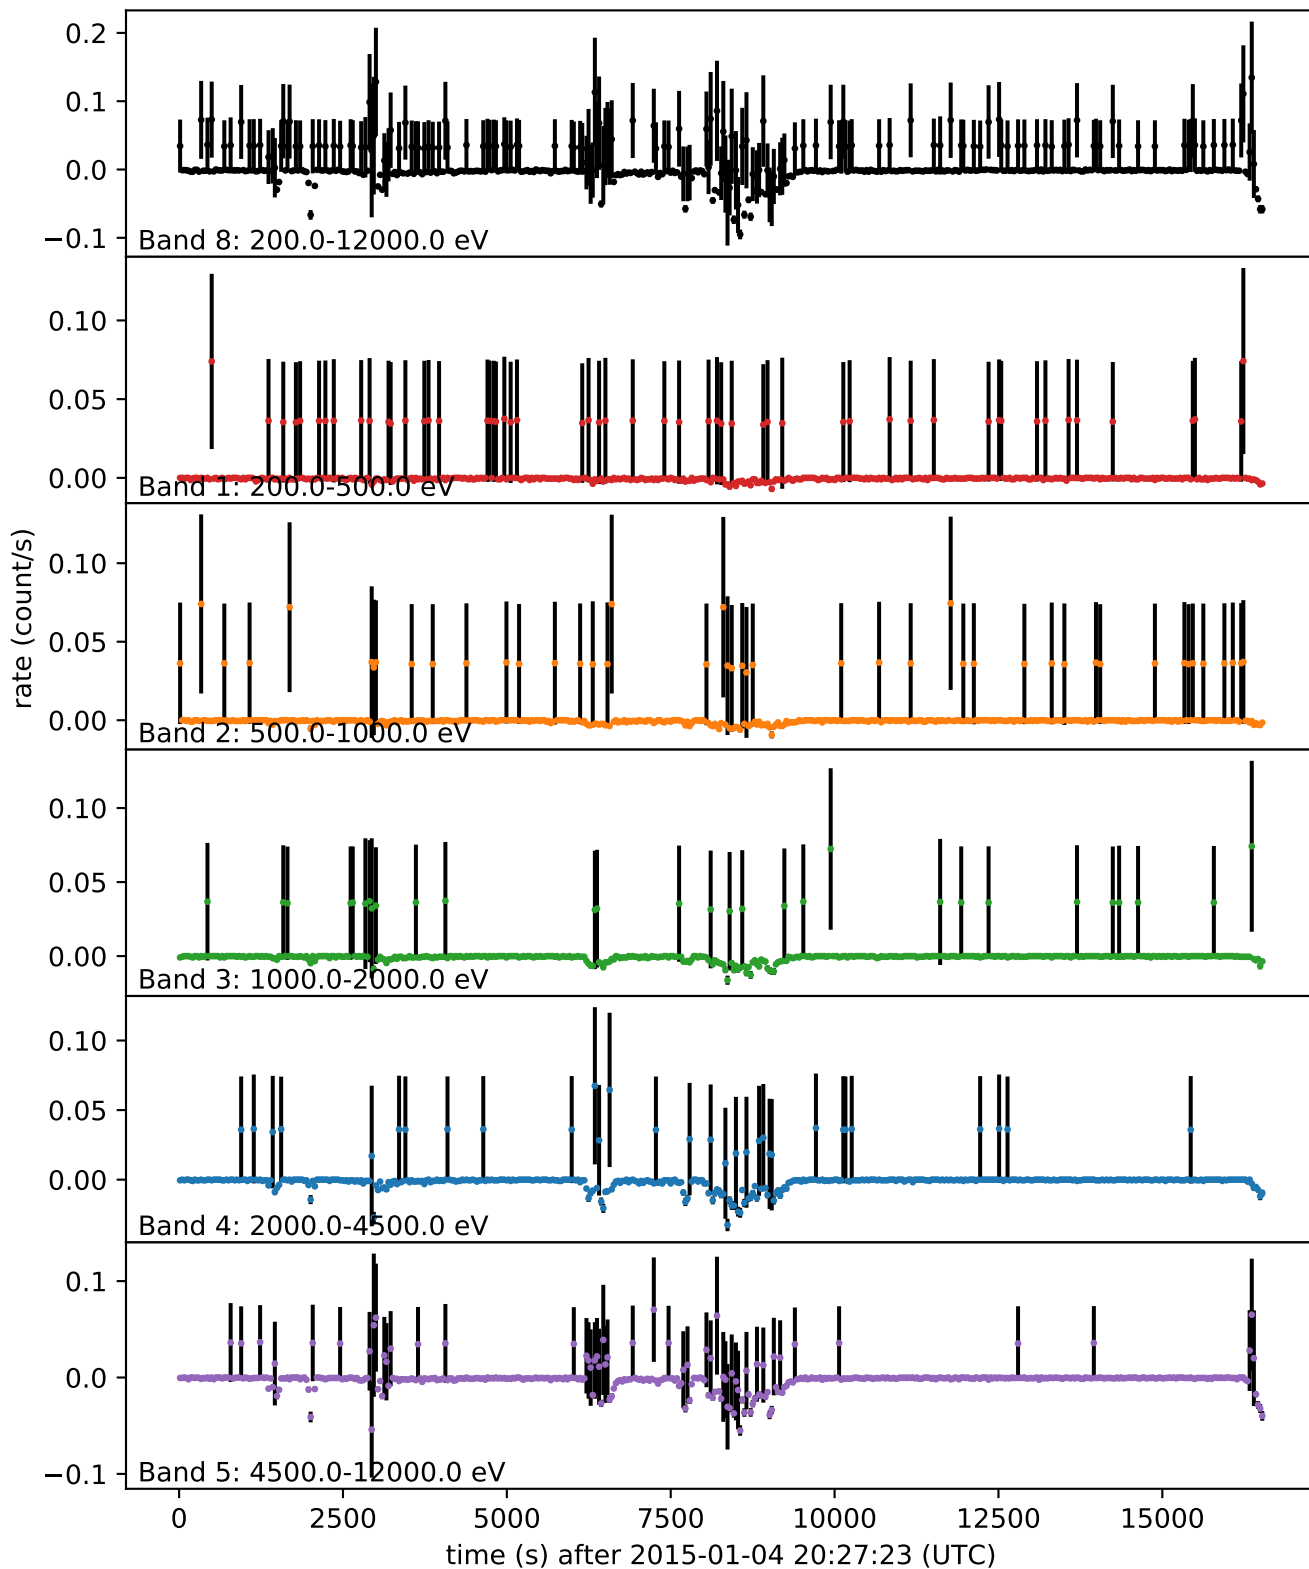 0.2
0.1
0.0
−0.1
Band 8: 200.0-12000.0 eV
0.10
0.05
0.00
Band 1: 200.0-500.0 eV
0.10
0.05
0.00
Band 2: 500.0-1000.0 eV
rate (count/s)
0.10
0.05
0.00
Band 3: 1000.0-2000.0 eV
0.10
0.05
0.00
Band 4: 2000.0-4500.0 eV
0.1
0.0
−0.1
Band 5: 4500.0-12000.0 eV
0 2500 5000 7500 10000 12500 15000
time (s) after 2015-01-04 20:27:23 (UTC)